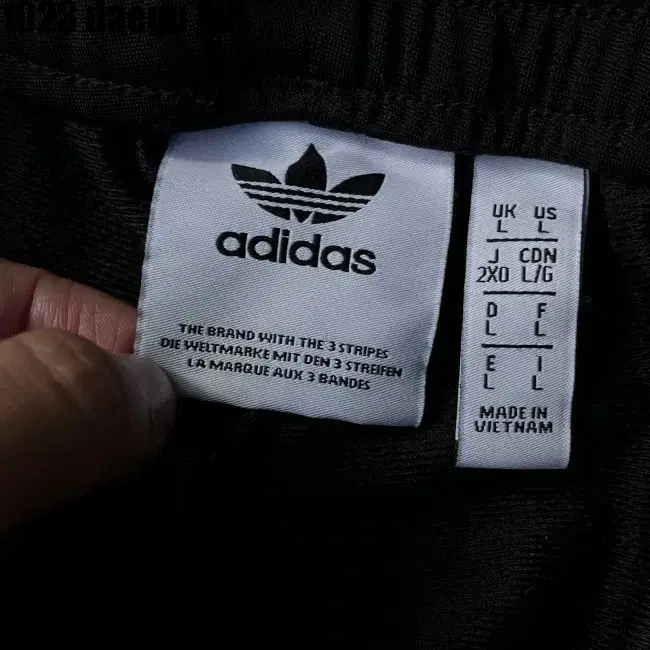 adidas
THE BRAND WITH THE 3 STRIPES
DIE WELTMARKE MIT DEN 3 STREIFEN
LA MARQUE AUX 3 BANDES
UK US
L L
J CDN
2XO L/G
D F
L L
E I
L L
MADE IN
VIETNAM